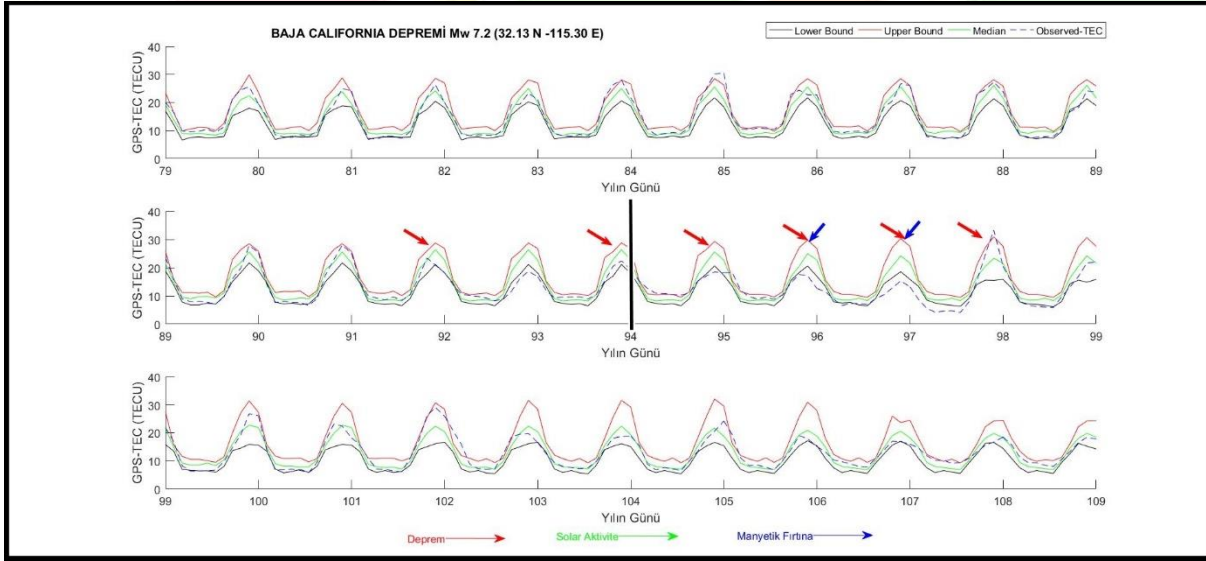 BAJA CALIFORNIA DEPREMİ Mw 7.2 (32.13 N -115.30 E)
Lower Bound Upper Bound Median Observed-TEC
GPS-TEC (TECU)
40
30
20
10
0
79 80 81 82 83 84 85 86 87 88 89
Yılın Günü
GPS-TEC (TECU)
40
30
20
10
0
89 90 91 92 93 94 95 96 97 98 99
Yılın Günü
GPS-TEC (TECU)
40
30
20
10
0
99 100 101 102 103 104 105 106 107 108 109
Yılın Günü
Deprem Solar Aktivite Manyetik Fırtına